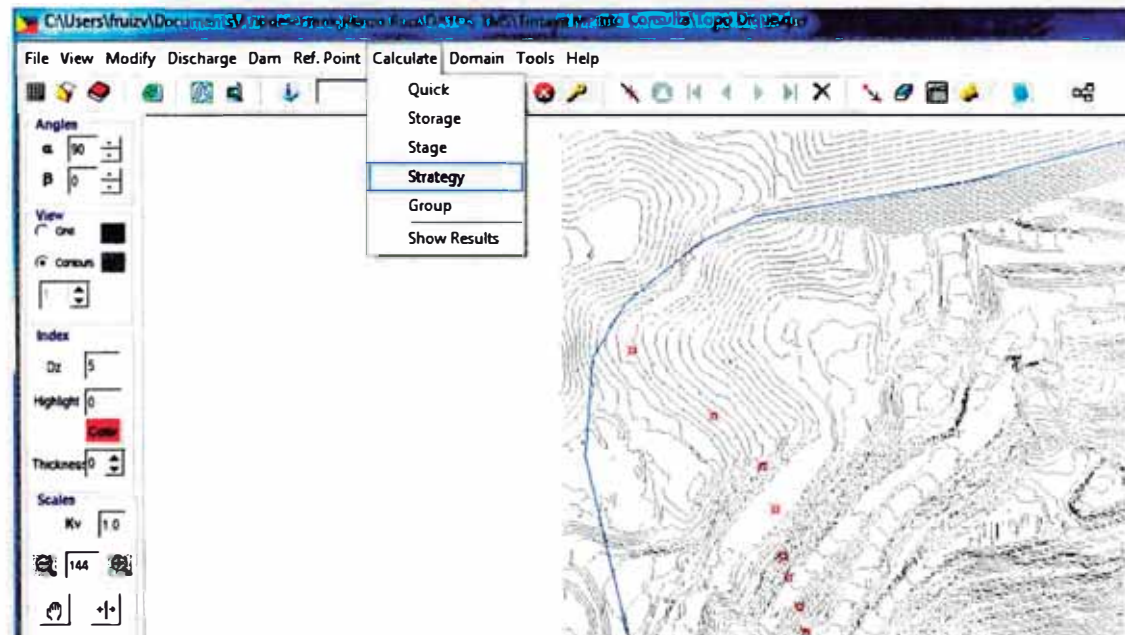 File View Modify Discharge Dam Ref. Point Calculate Domain Tools Help
Quick
Storage
Stage
Strategy
Group
Show Results
Angles
α 90
β 0
View
Contours
1
Index
Dz 5
Highlight 0
Color
Thickness 0
Scales
Kv 1.0
144